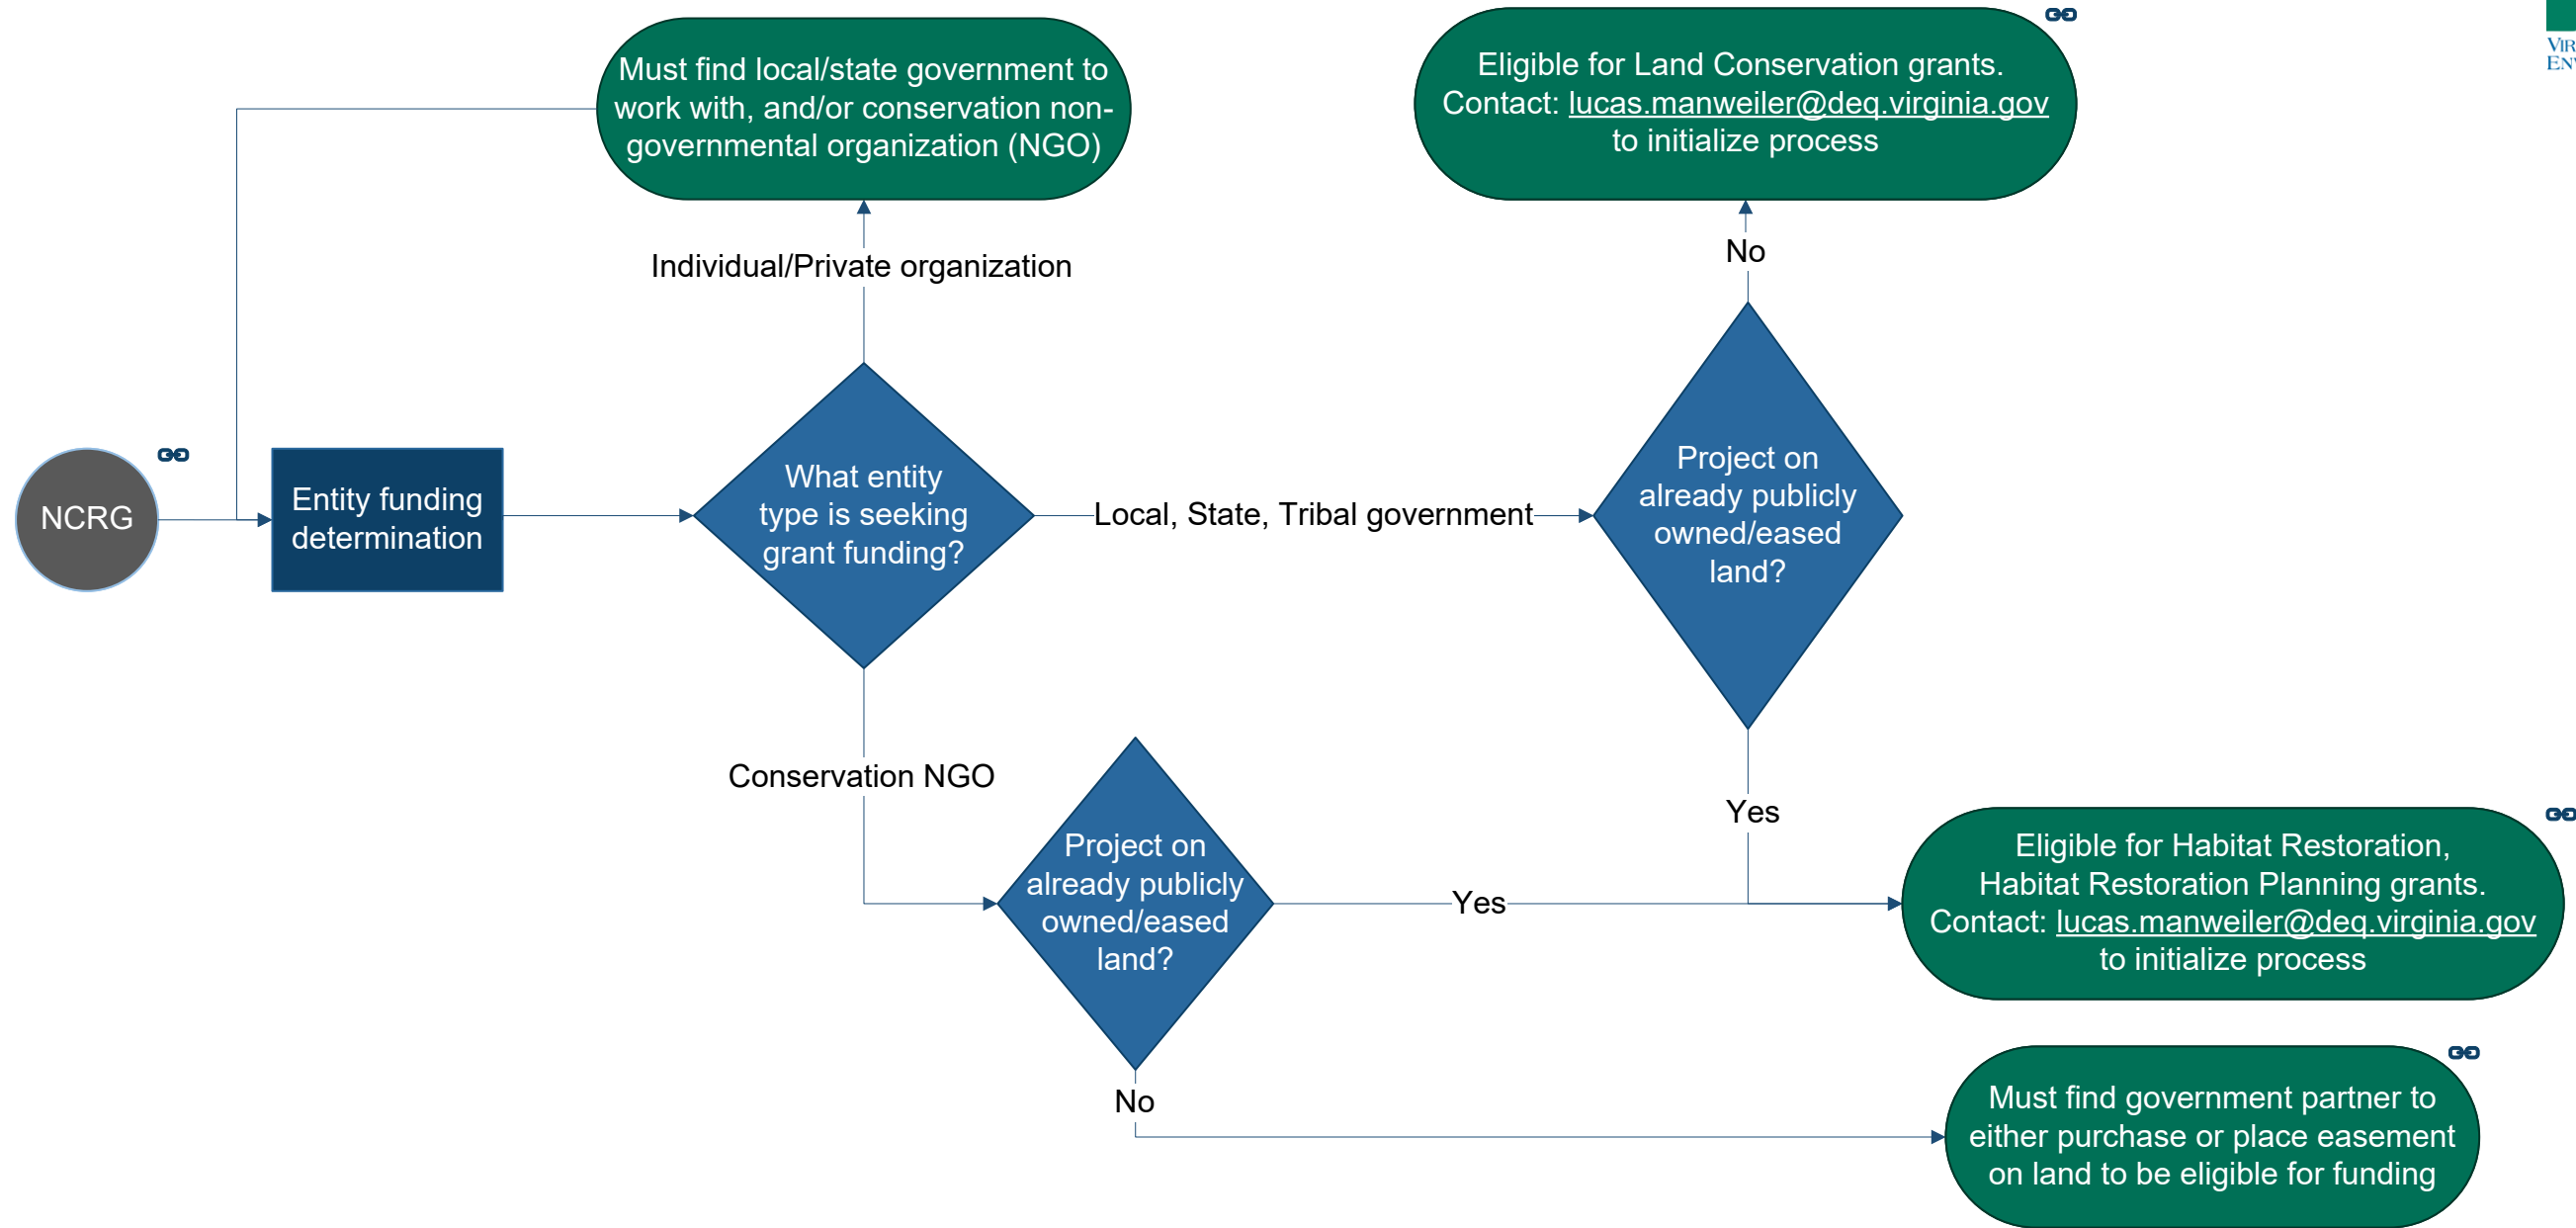 Must find local/state government to
work with, and/or conservation non-
governmental organization (NGO)
Eligible for Land Conservation grants.
Contact: lucas.manweiler@deq.virginia.gov
to initialize process
Individual/Private organization
No
NCRG
Entity funding
determination
What entity
type is seeking
grant funding?
Local, State, Tribal government
Project on
already publicly
owned/eased
land?
Conservation NGO
Yes
Project on
already publicly
owned/eased
land?
Yes
Eligible for Habitat Restoration,
Habitat Restoration Planning grants.
Contact: lucas.manweiler@deq.virginia.gov
to initialize process
No
Must find government partner to
either purchase or place easement
on land to be eligible for funding